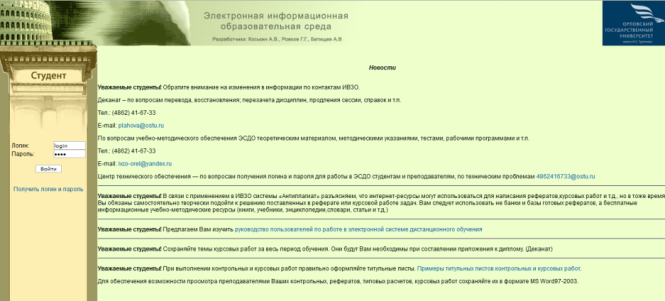 Электронная информационная
образовательная среда
Разработчики: Коськин А.В., Рожков Г.Г., Батищев А.В
ОРЛОВСКИЙ
ГОСУДАРСТВЕННЫЙ
УНИВЕРСИТЕТ
Студент
Логин: login
Пароль: ••••
Войти
Получить логин и пароль
Новости
Уважаемые студенты! Обратите внимание на изменения в информации по контактам ИВЗО.
Деканат – по вопросам перевода, восстановления; перезачета дисциплин, продления сессии, справок и т.п.
Тел.: (4862) 41-67-33
E-mail: plahova@ostu.ru
По вопросам учебно-методического обеспечения ЭСДО теоретическим материалом, методическими указаниями, тестами, рабочими программами и т.п.
Тел.: (4862) 41-67-33
E-mail: ivzo-orel@yandex.ru
Центр технического обеспечения — по вопросам получения логина и пароля для работы в ЭСДО студентам и преподавателям, по техническим проблемам 4862416733@ostu.ru
Уважаемые студенты! В связи с применением в ИВЗО системы «Антиплагиат» разъясняем, что интернет-ресурсы могут использоваться для написания рефератов,курсовых работ и т.д., но в тоже время
Вы обязаны самостоятельно творчески подойти к решению поставленных в реферате или курсовой работе задач. Вам следует использовать не банки и базы готовых рефератов, а бесплатные
информационные учебно-методические ресурсы (книги, учебники, энциклопедии,словари, статьи и т.д.)
Уважаемые студенты! Предлагаем Вам изучить руководство пользователей по работе в электронной системе дистанционного обучения
Уважаемые студенты! Сохраняйте темы курсовых работ за весь период обучения. Они будут Вам необходимы при составлении приложения к диплому. (Деканат)
Уважаемые студенты! При выполнении контрольных и курсовых работ правильно оформляйте титульные листы. Примеры титульных листов контрольных и курсовых работ.
Для обеспечения возможности просмотра преподавателями Ваших контрольных, рефератов, типовых расчетов, курсовых работ сохраняйте их в формате MS Word97-2003.